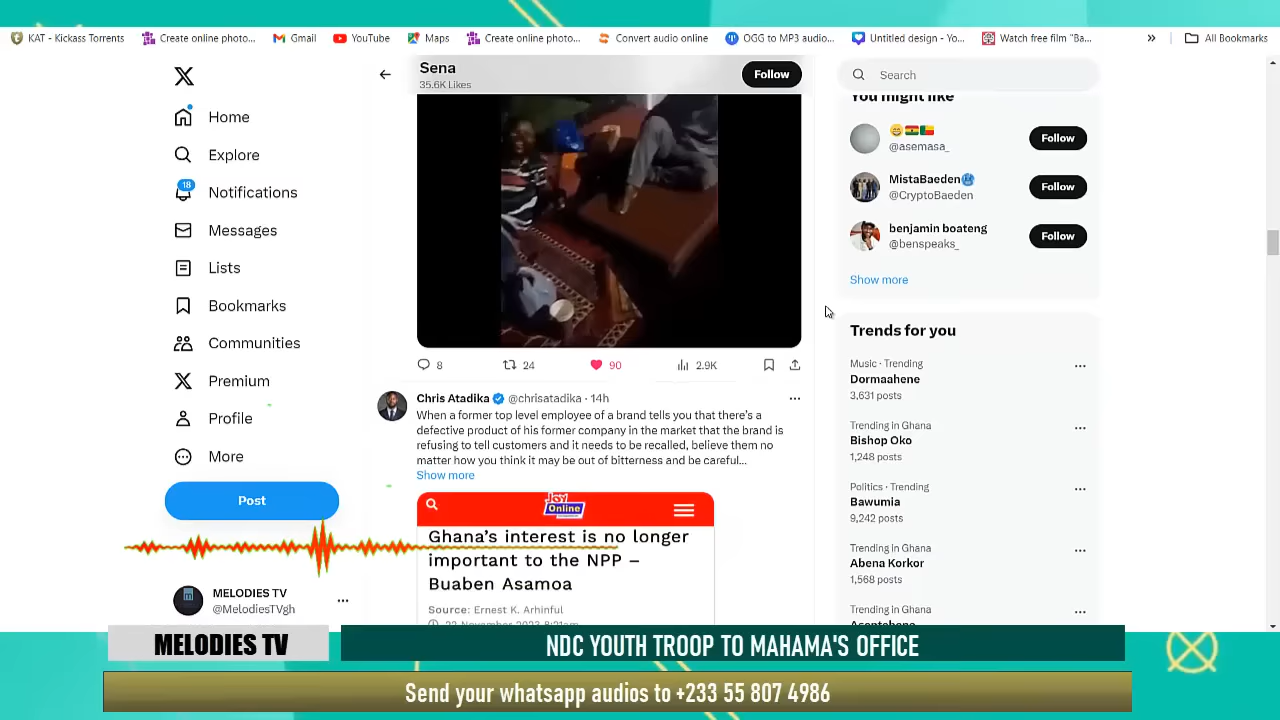 KAT - Kickass Torrents
Create online photo...
Gmail
YouTube
Maps
Create online photo...
Convert audio online
OGG to MP3 audio...
Untitled design - Yo...
Watch free film "Ba...
»
All Bookmarks
Sena
35.6K Likes
Follow
Search
Home
Explore
18
Notifications
Messages
Lists
Bookmarks
Communities
Premium
Profile
More
Post
MELODIES TV
@MelodiesTVgh
8
24
90
2.9K
Chris Atadika @chrisatadika · 14h
When a former top level employee of a brand tells you that there's a
defective product of his former company in the market that the brand is
refusing to tell customers and it needs to be recalled, believe them no
matter how you think it may be out of bitterness and be careful...
Show more
Joy
Online
Ghana's interest is no longer
important to the NPP –
Buaben Asamoa
Source: Ernest K. Arhinful
22 November 2023 8:21am
You might like
@asemasa_
Follow
MistaBaeden
@CryptoBaeden
Follow
benjamin boateng
@benspeaks_
Follow
Show more
Trends for you
Music · Trending
Dormaahene
3,631 posts
Trending in Ghana
Bishop Oko
1,248 posts
Politics · Trending
Bawumia
9,242 posts
Trending in Ghana
Abena Korkor
1,568 posts
Trending in Ghana
MELODIES TV
NDC YOUTH TROOP TO MAHAMA'S OFFICE
Send your whatsapp audios to +233 55 807 4986